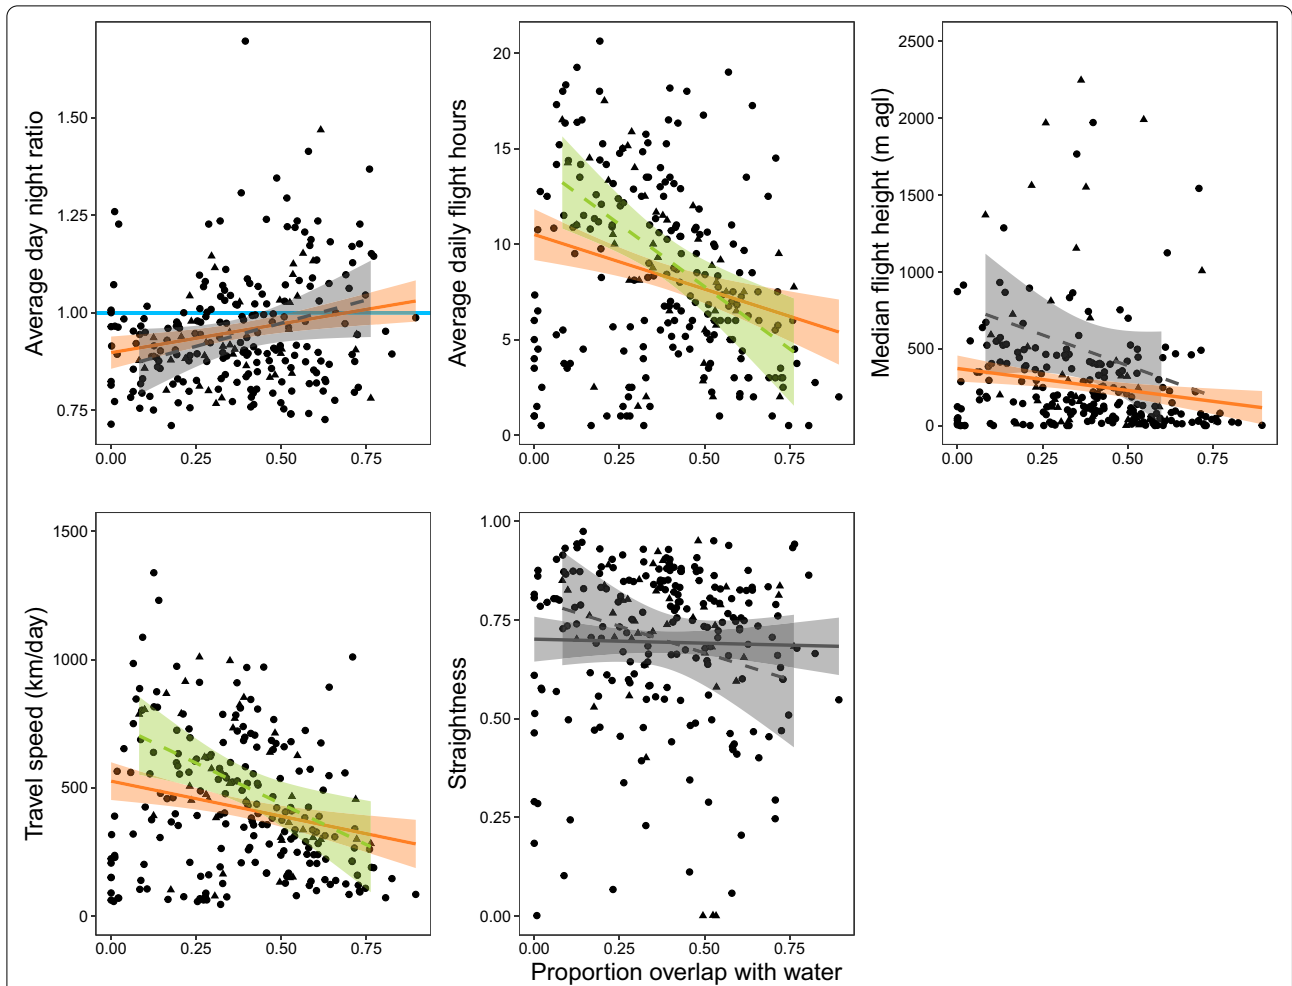 Average day night ratio
1.50
1.25
1.00
0.75
0.00 0.25 0.50 0.75
Average daily flight hours
20
15
10
5
0
0.00 0.25 0.50 0.75
Median flight height (m agl)
2500
2000
1500
1000
500
0
0.00 0.25 0.50 0.75
Travel speed (km/day)
1500
1000
500
0
0.00 0.25 0.50 0.75
Straightness
1.00
0.75
0.50
0.25
0.00
0.00 0.25 0.50 0.75
Proportion overlap with water